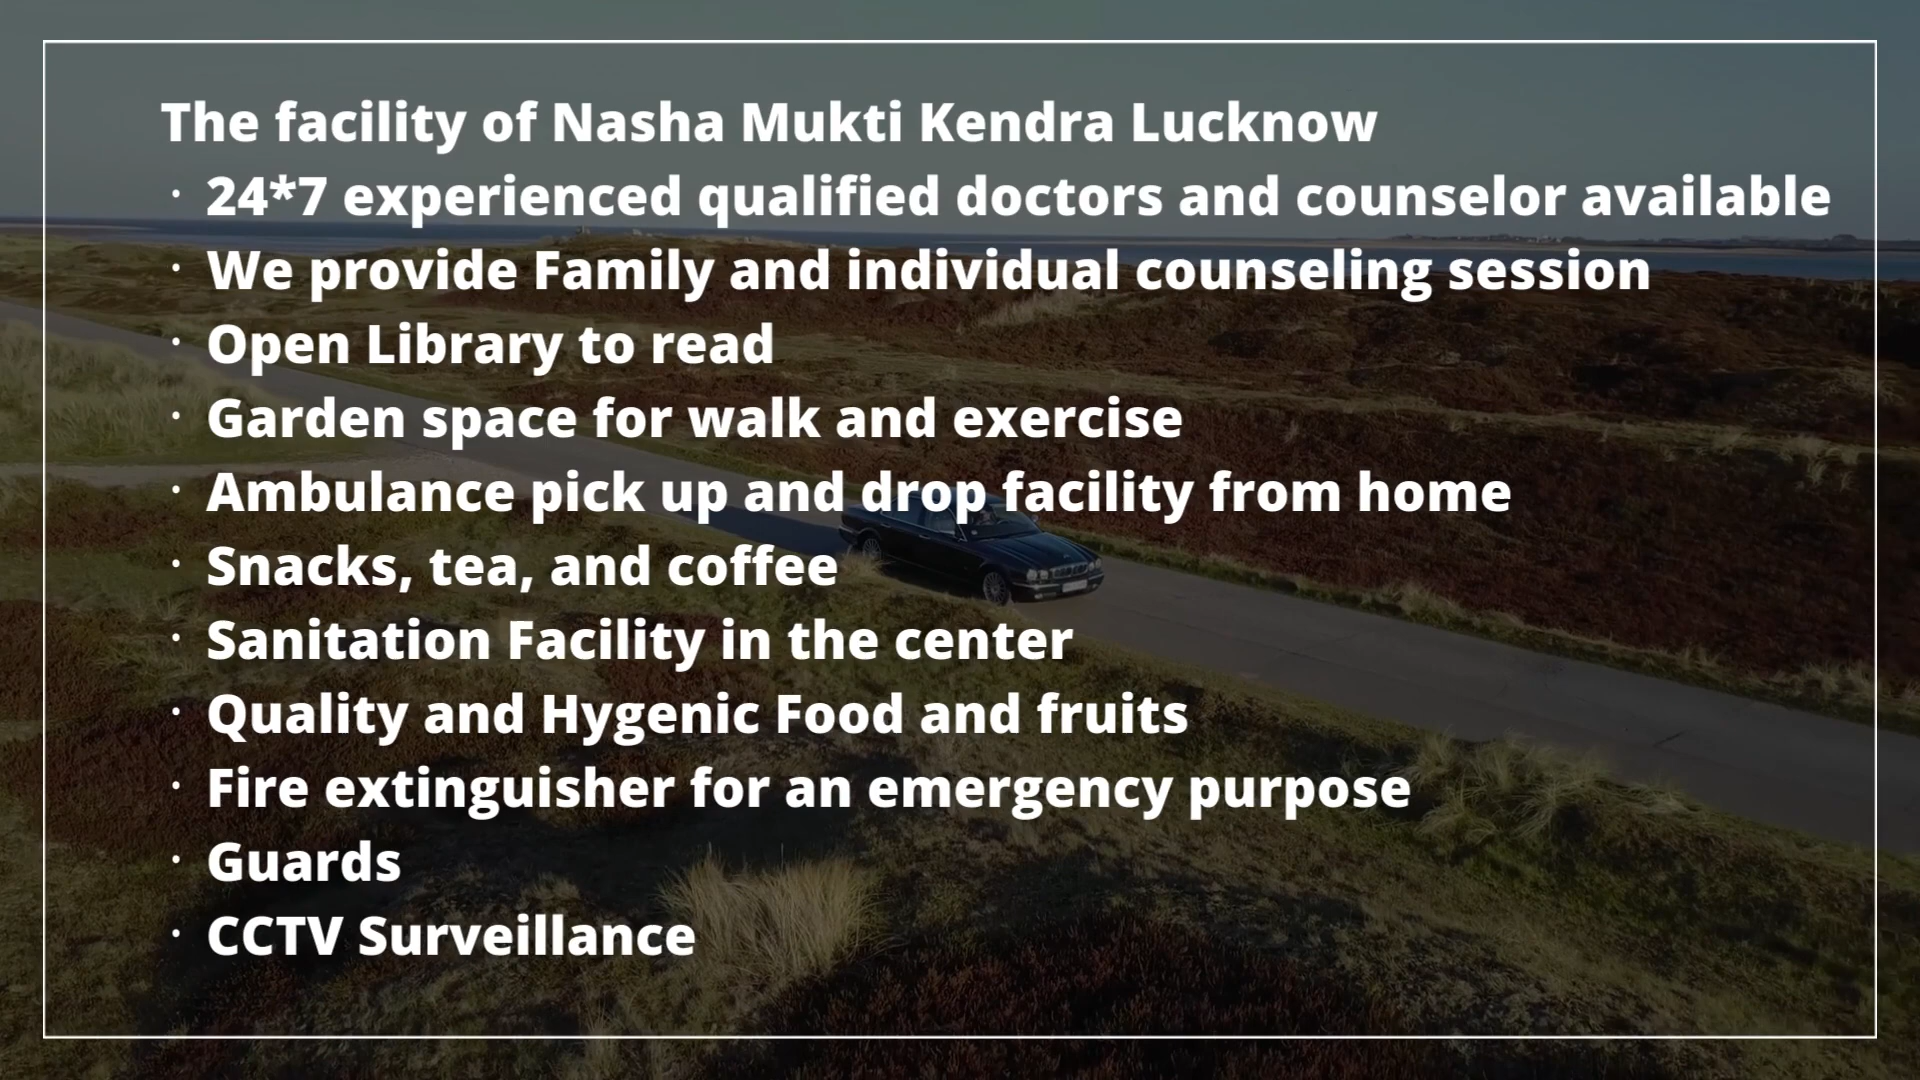 The facility of Nasha Mukti Kendra Lucknow
· 24*7 experienced qualified doctors and counselor available
· We provide Family and individual counseling session
· Open Library to read
· Garden space for walk and exercise
· Ambulance pick up and drop facility from home
· Snacks, tea, and coffee
· Sanitation Facility in the center
· Quality and Hygenic Food and fruits
· Fire extinguisher for an emergency purpose
· Guards
· CCTV Surveillance